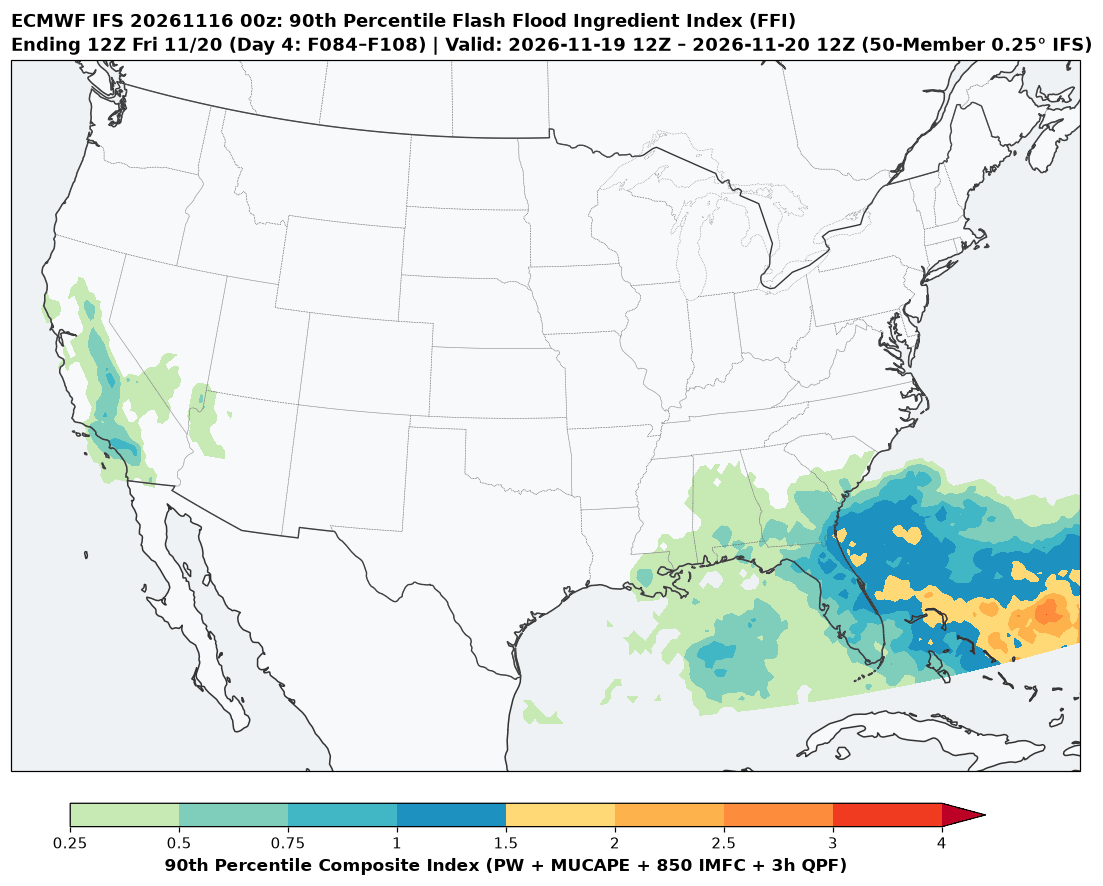 ECMWF IFS 20261116 00z: 90th Percentile Flash Flood Ingredient Index (FFI)
Ending 12Z Fri 11/20 (Day 4: F084–F108) | Valid: 2026-11-19 12Z – 2026-11-20 12Z (50-Member 0.25° IFS)
0.25 0.5 0.75 1 1.5 2 2.5 3 4
90th Percentile Composite Index (PW + MUCAPE + 850 IMFC + 3h QPF)